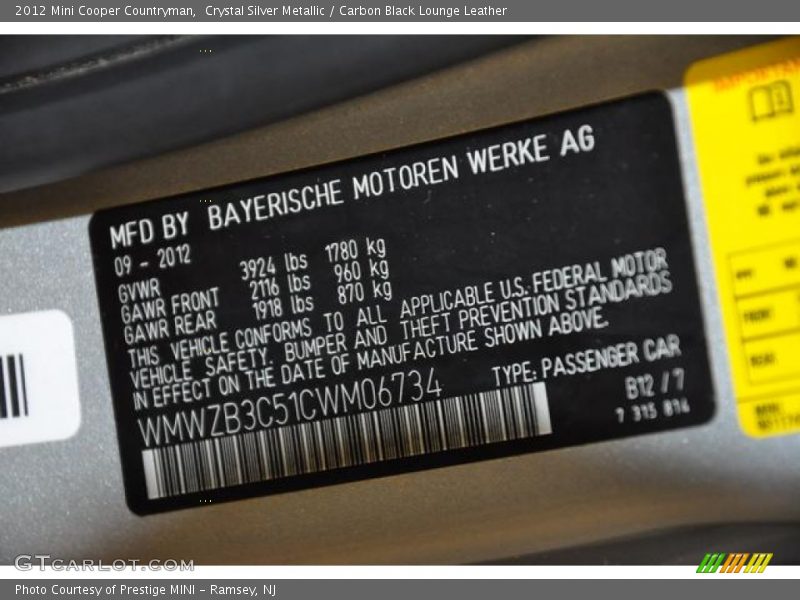 2012 Mini Cooper Countryman,  Crystal Silver Metallic / Carbon Black Lounge Leather
MFD BY BAYERISCHE MOTOREN WERKE AG
09 - 2012
GVWR 3924 lbs 1780 kg
GAWR FRONT 2116 lbs 960 kg
GAWR REAR 1918 lbs 870 kg
THIS VEHICLE CONFORMS TO ALL APPLICABLE U.S. FEDERAL MOTOR
VEHICLE SAFETY, BUMPER AND THEFT PREVENTION STANDARDS
IN EFFECT ON THE DATE OF MANUFACTURE SHOWN ABOVE.
WMWZB3C51CWM06734 TYPE: PASSENGER CAR
B12 / 7
7 315 814
IMPORTANT
FRONT
REAR
GTCARLOT.COM
Photo Courtesy of Prestige MINI - Ramsey, NJ